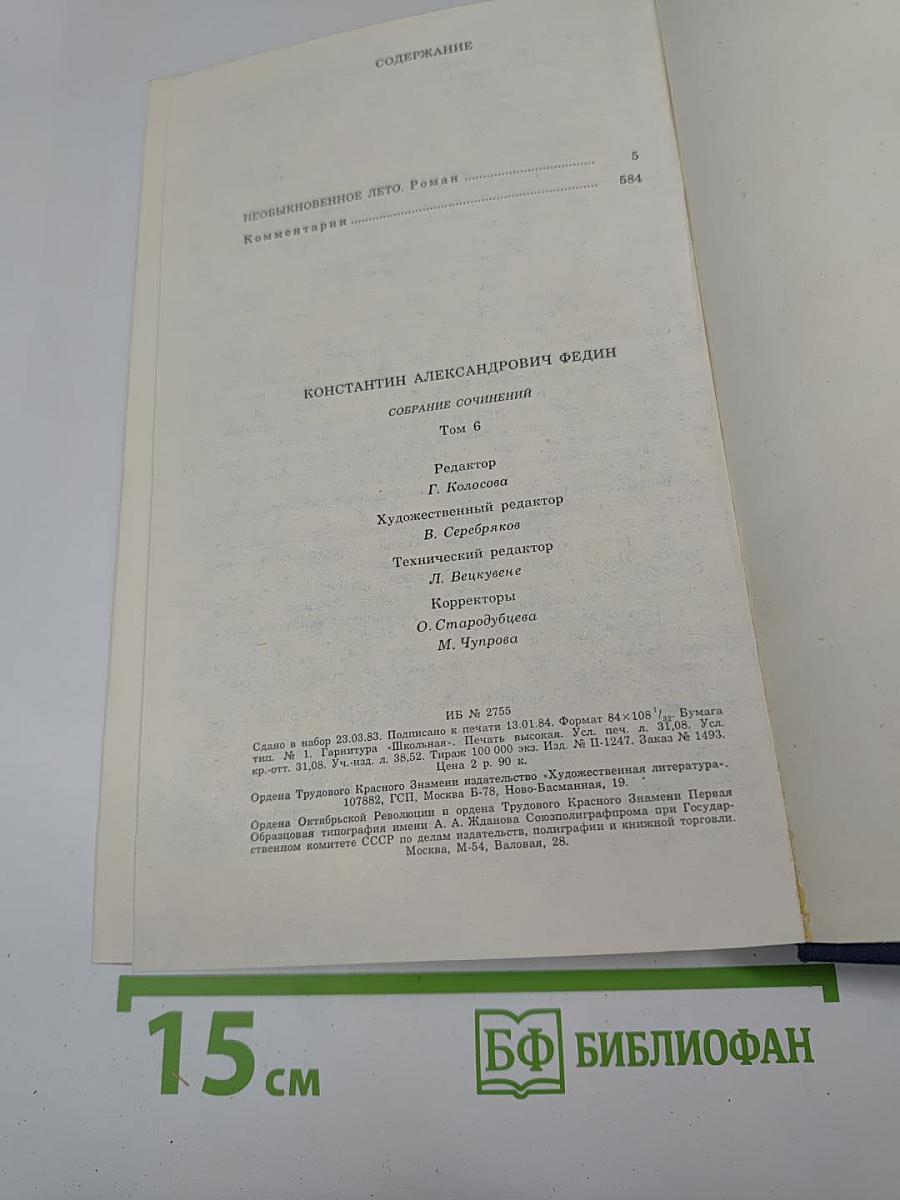 СОДЕРЖАНИЕ
НЕОБЫКНОВЕННОЕ ЛЕТО. Роман 5
Комментарии 584
КОНСТАНТИН АЛЕКСАНДРОВИЧ ФЕДИН
СОБРАНИЕ СОЧИНЕНИЙ
Том 6
Редактор
Г. Колосова
Художественный редактор
В. Серебряков
Технический редактор
Л. Вецкувене
Корректоры
О. Стародубцева
М. Чупрова
ИБ № 2755
Сдано в набор 23.03.83. Подписано к печати 13.01.84. Формат 84×108 1/32. Бумага
тип. № 1. Гарнитура «Школьная». Печать высокая. Усл. печ. л. 31,08. Усл.
кр.-отт. 31,08. Уч.-изд. л. 38,52. Тираж 100 000 экз. Изд. № II-1247. Заказ № 1493.
Цена 2 р. 90 к.
Ордена Трудового Красного Знамени издательство «Художественная литература».
107882, ГСП, Москва Б-78, Ново-Басманная, 19.
Ордена Октябрьской Революции и ордена Трудового Красного Знамени Первая
Образцовая типография имени А. А. Жданова Союзполиграфпрома при Государ-
ственном комитете СССР по делам издательств, полиграфии и книжной торговли.
Москва, М-54, Валовая, 28.
15 см
БФ БИБЛИОФАН